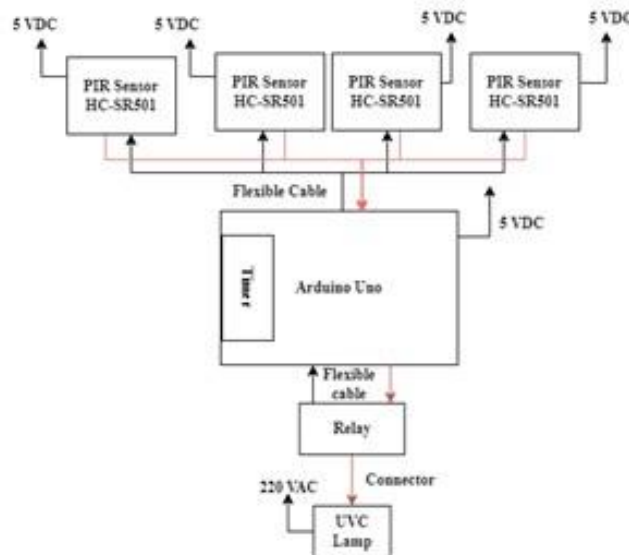 5 VDC
5 VDC
5 VDC
5 VDC
PIR Sensor
HC-SR501
PIR Sensor
HC-SR501
PIR Sensor
HC-SR501
PIR Sensor
HC-SR501
Flexible Cable
5 VDC
Timer
Arduino Uno
Flexible
cable
Relay
Connector
220 VAC
UVC
Lamp